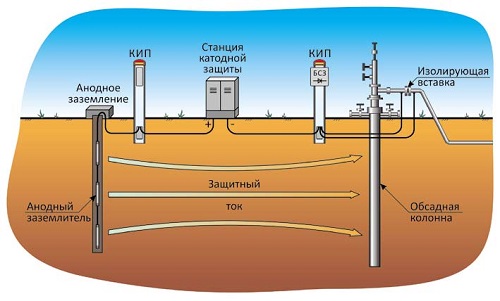 КИП
Станция
катодной
защиты
КИП
БСЗ
Изолирующая
вставка
Анодное
заземление
+
–
Защитный
ток
Анодный
заземлитель
Обсадная
колонна